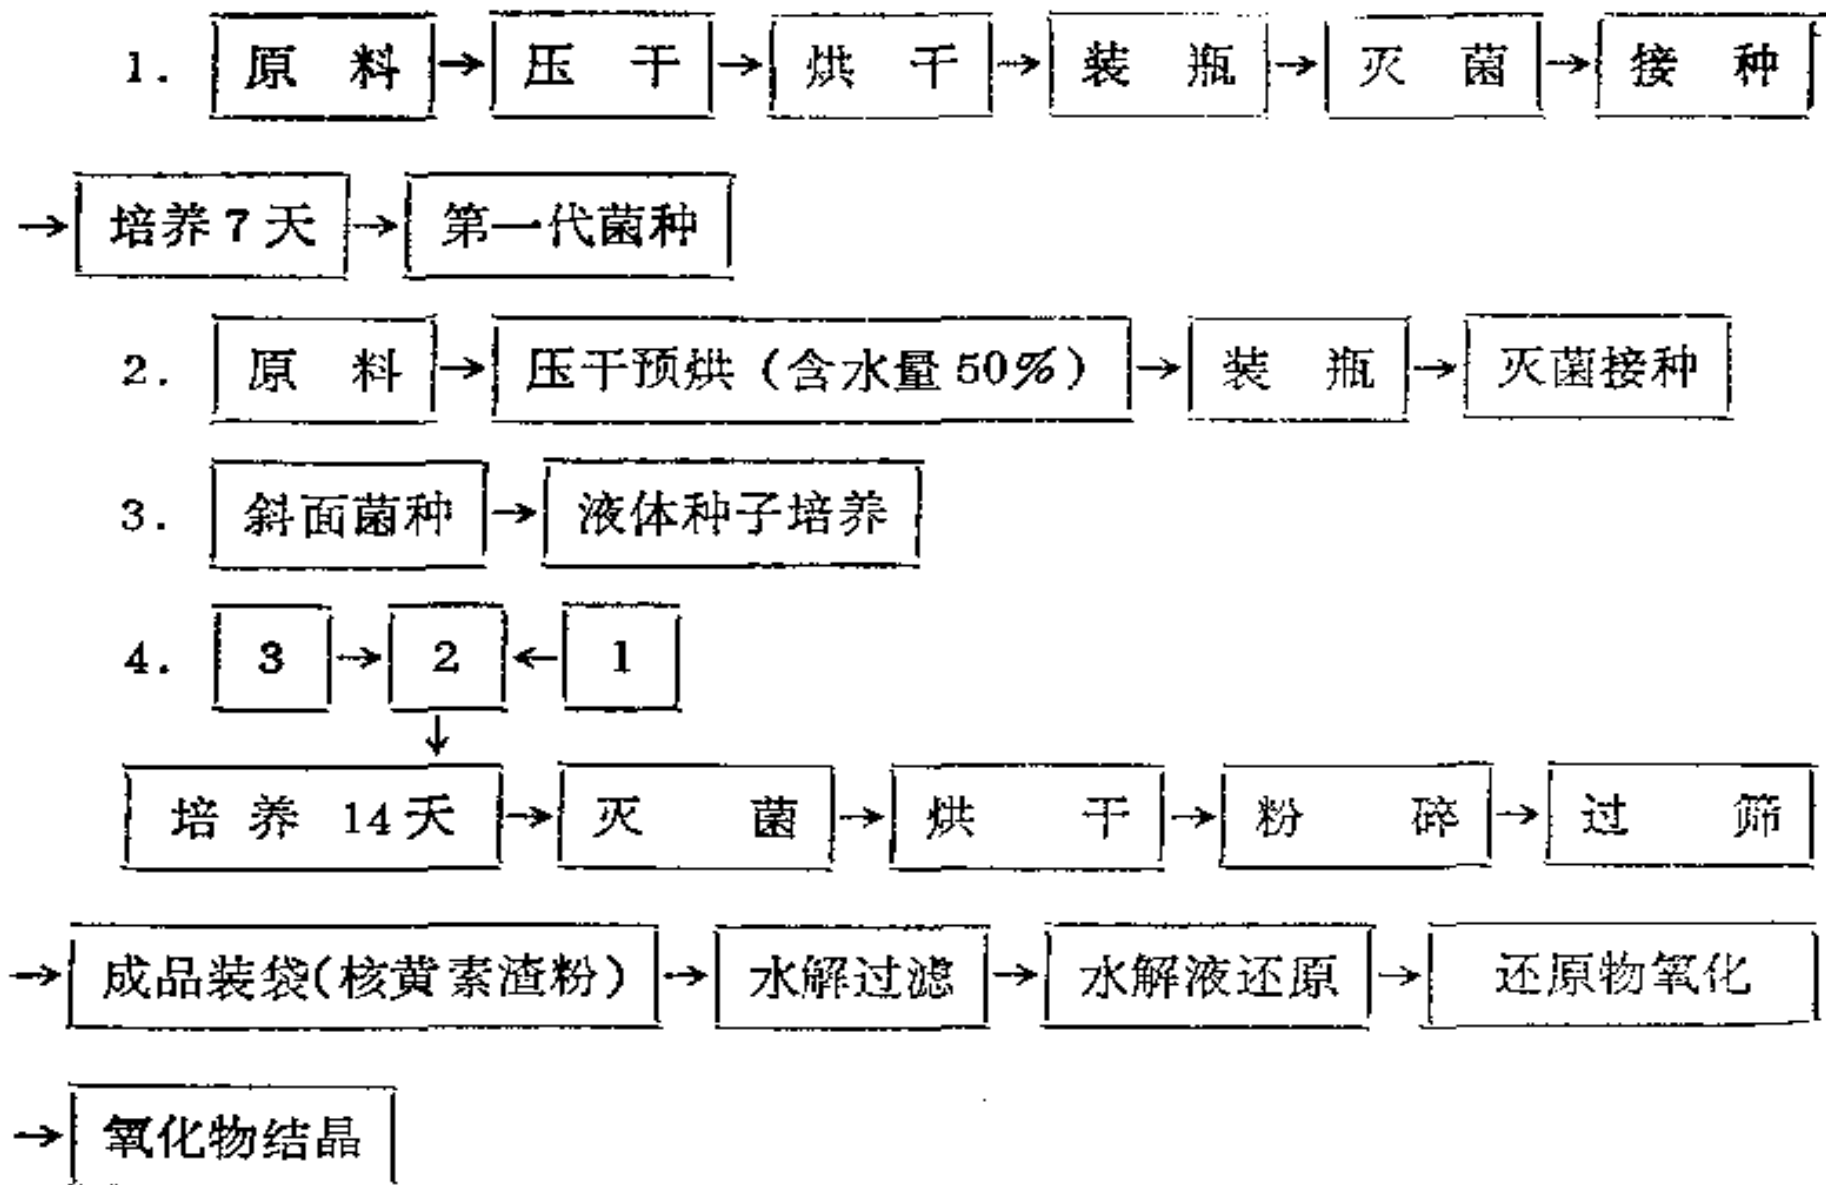 1. 原料→压干→烘干→装瓶→灭菌→接种
→培养7天→第一代菌种
2. 原料→压干预烘(含水量50%)→装瓶→灭菌接种
3. 斜面菌种→液体种子培养
4. 3→2←1
↓
培养14天→灭菌→烘干→粉碎→过筛
→成品装袋(核黄素渣粉)→水解过滤→水解液还原→还原物氧化
→氧化物结晶